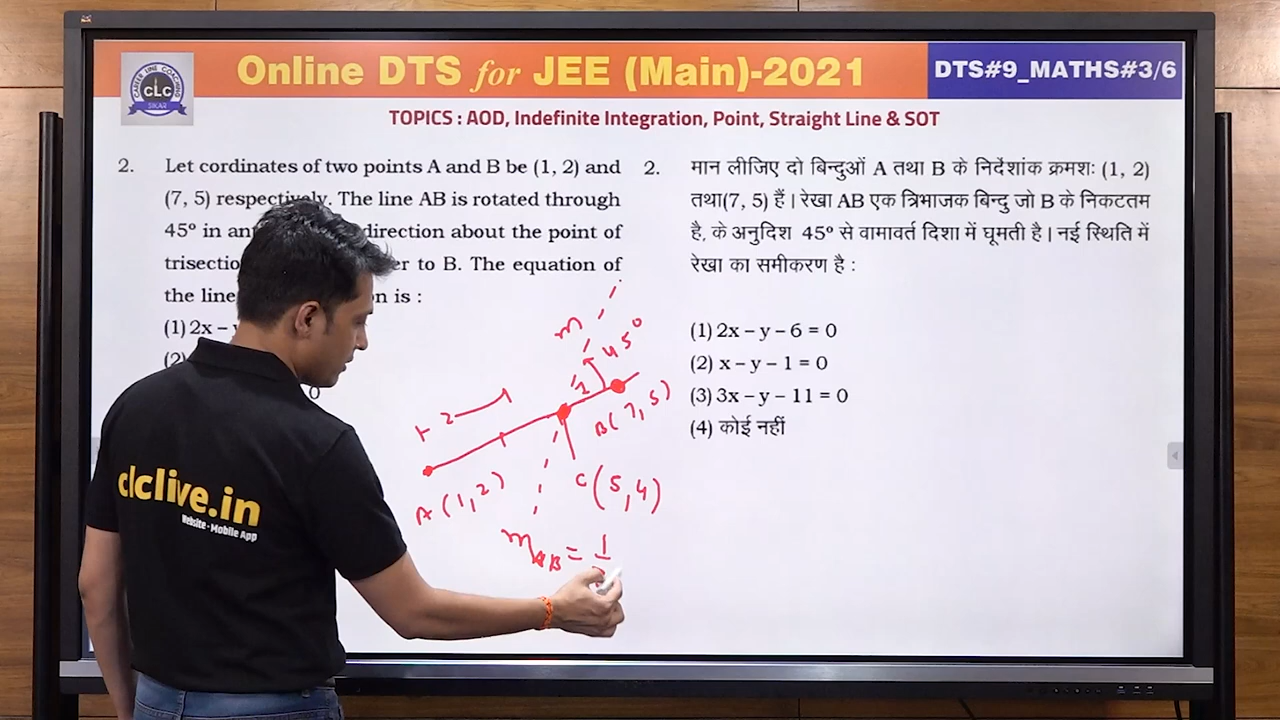 Online DTS for JEE (Main)-2021
DTS#9_MATHS#3/6
CAREER LINE COACHING
CLC
SIKAR
TOPICS : AOD, Indefinite Integration, Point, Straight Line & SOT
2. Let cordinates of two points A and B be (1, 2) and
(7, 5) respectively. The line AB is rotated through
45° in direction about the point of
to B. The equation of
the line is :
(1) 2x –
(2)
0
2. मान लीजिए दो बिन्दुओं A तथा B के निर्देशांक क्रमशः (1, 2)
तथा(7, 5) हैं। रेखा AB एक त्रिभाजक बिन्दु जो B के निकटतम
है, के अनुदिश 45° से वामावर्त दिशा में घूमती है। नई स्थिति में
रेखा का समीकरण है :
(1) 2x – y – 6 = 0
(2) x – y – 1 = 0
(3) 3x – y – 11 = 0
(4) कोई नहीं
m
45°
2
B(7,5)
A(1,2)
C(5,4)
m AB = 1
clclive.in
Website - Mobile App